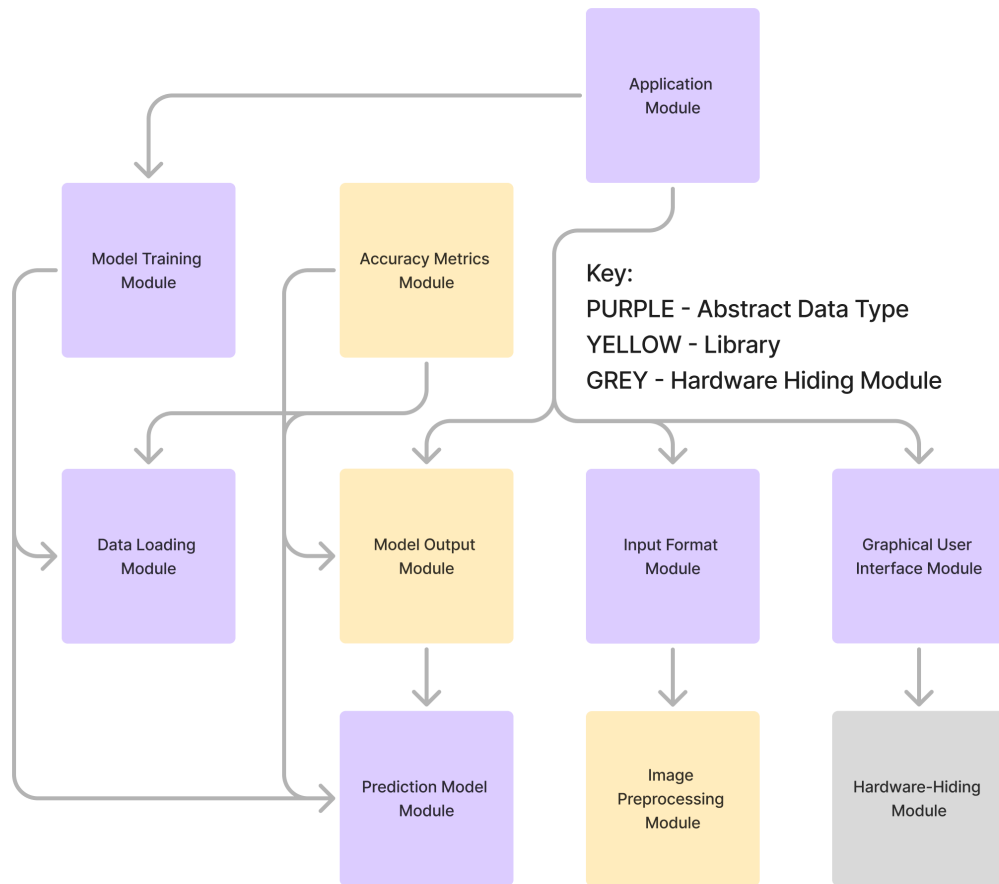 Application
Module
Model Training
Module
Accuracy Metrics
Module
Key:
PURPLE - Abstract Data Type
YELLOW - Library
GREY - Hardware Hiding Module
Data Loading
Module
Model Output
Module
Input Format
Module
Graphical User
Interface Module
Prediction Model
Module
Image
Preprocessing
Module
Hardware-Hiding
Module